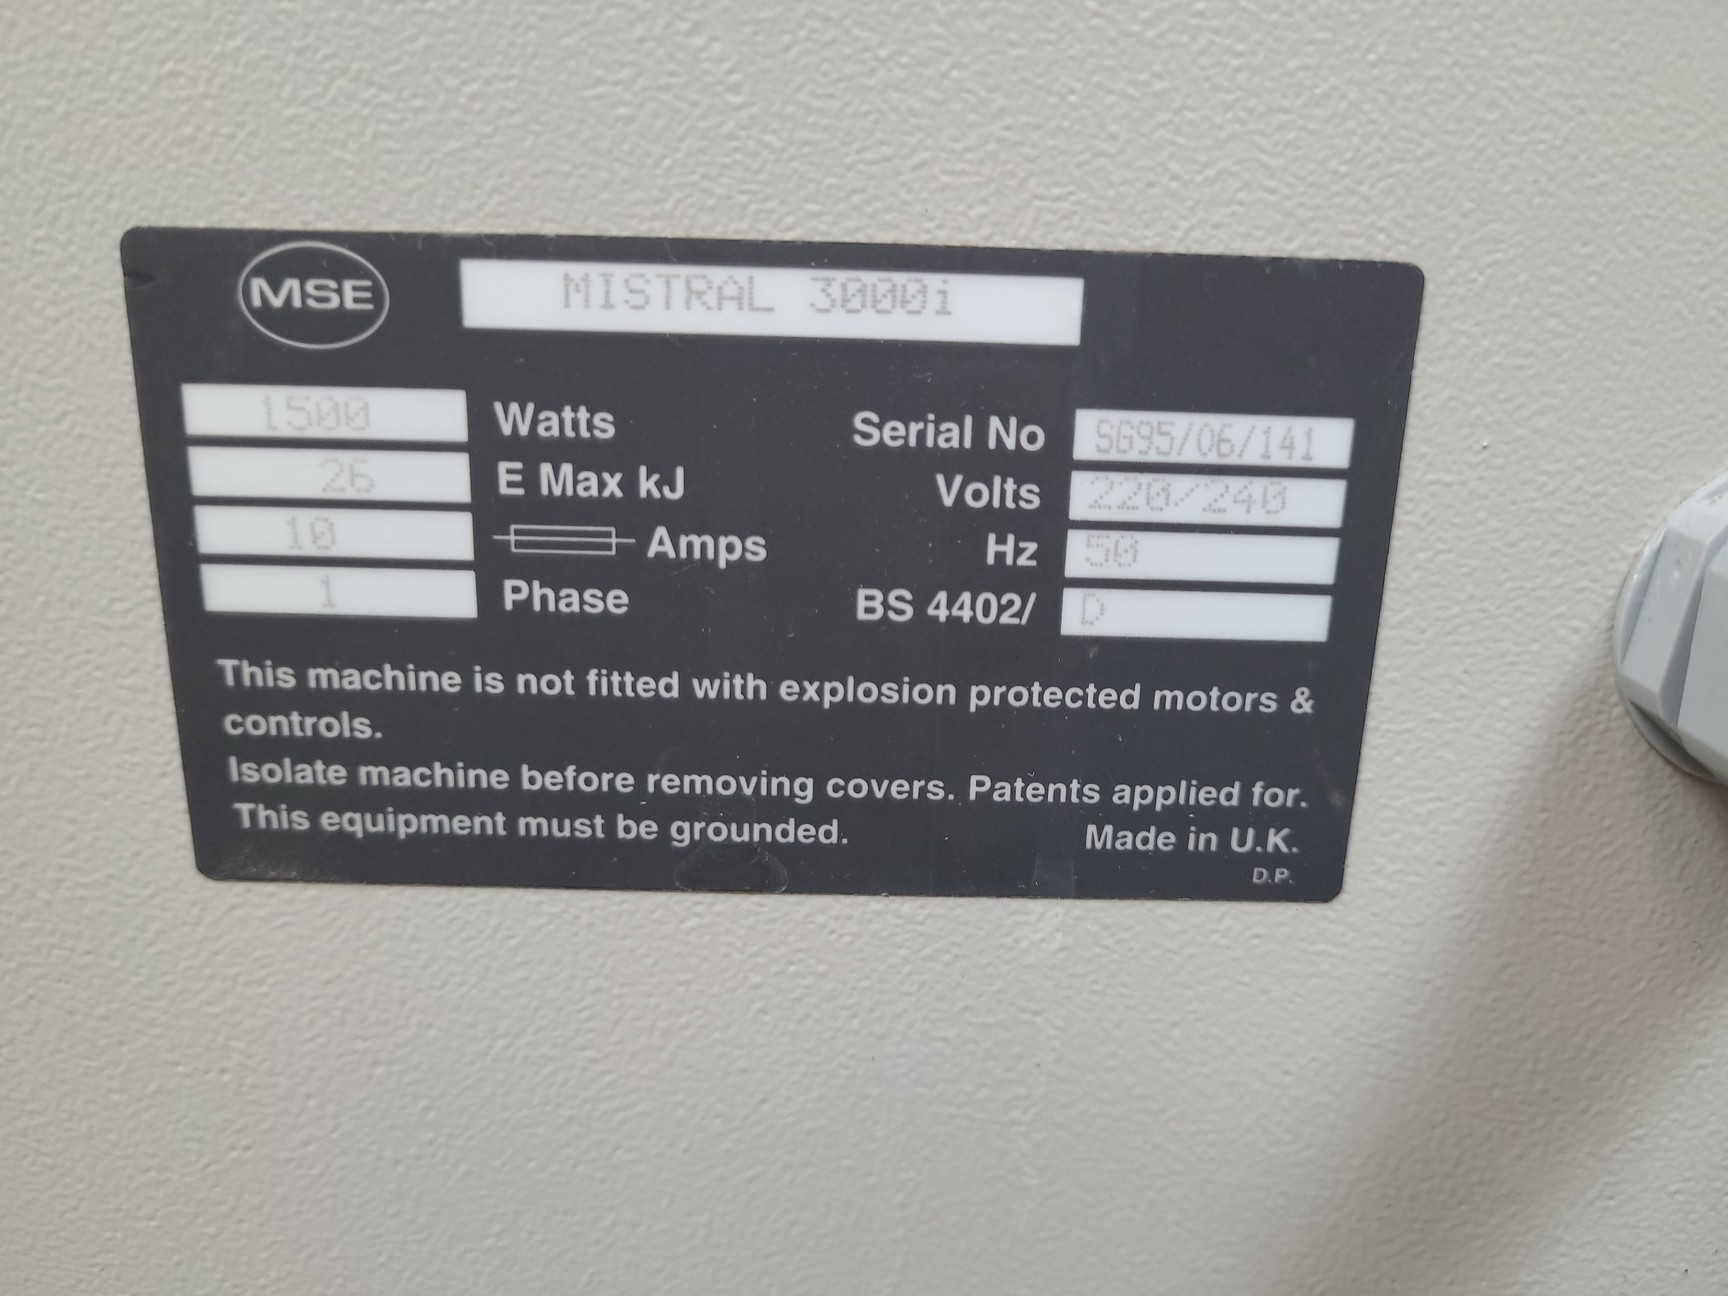 MSE MISTRAL 3000i
1500 Watts Serial No SG95/06/141
26 E Max kJ Volts 220/240
10 Amps Hz 50
1 Phase BS 4402/ D
This machine is not fitted with explosion protected motors &
controls.
Isolate machine before removing covers. Patents applied for.
This equipment must be grounded. Made in U.K.
D.P.